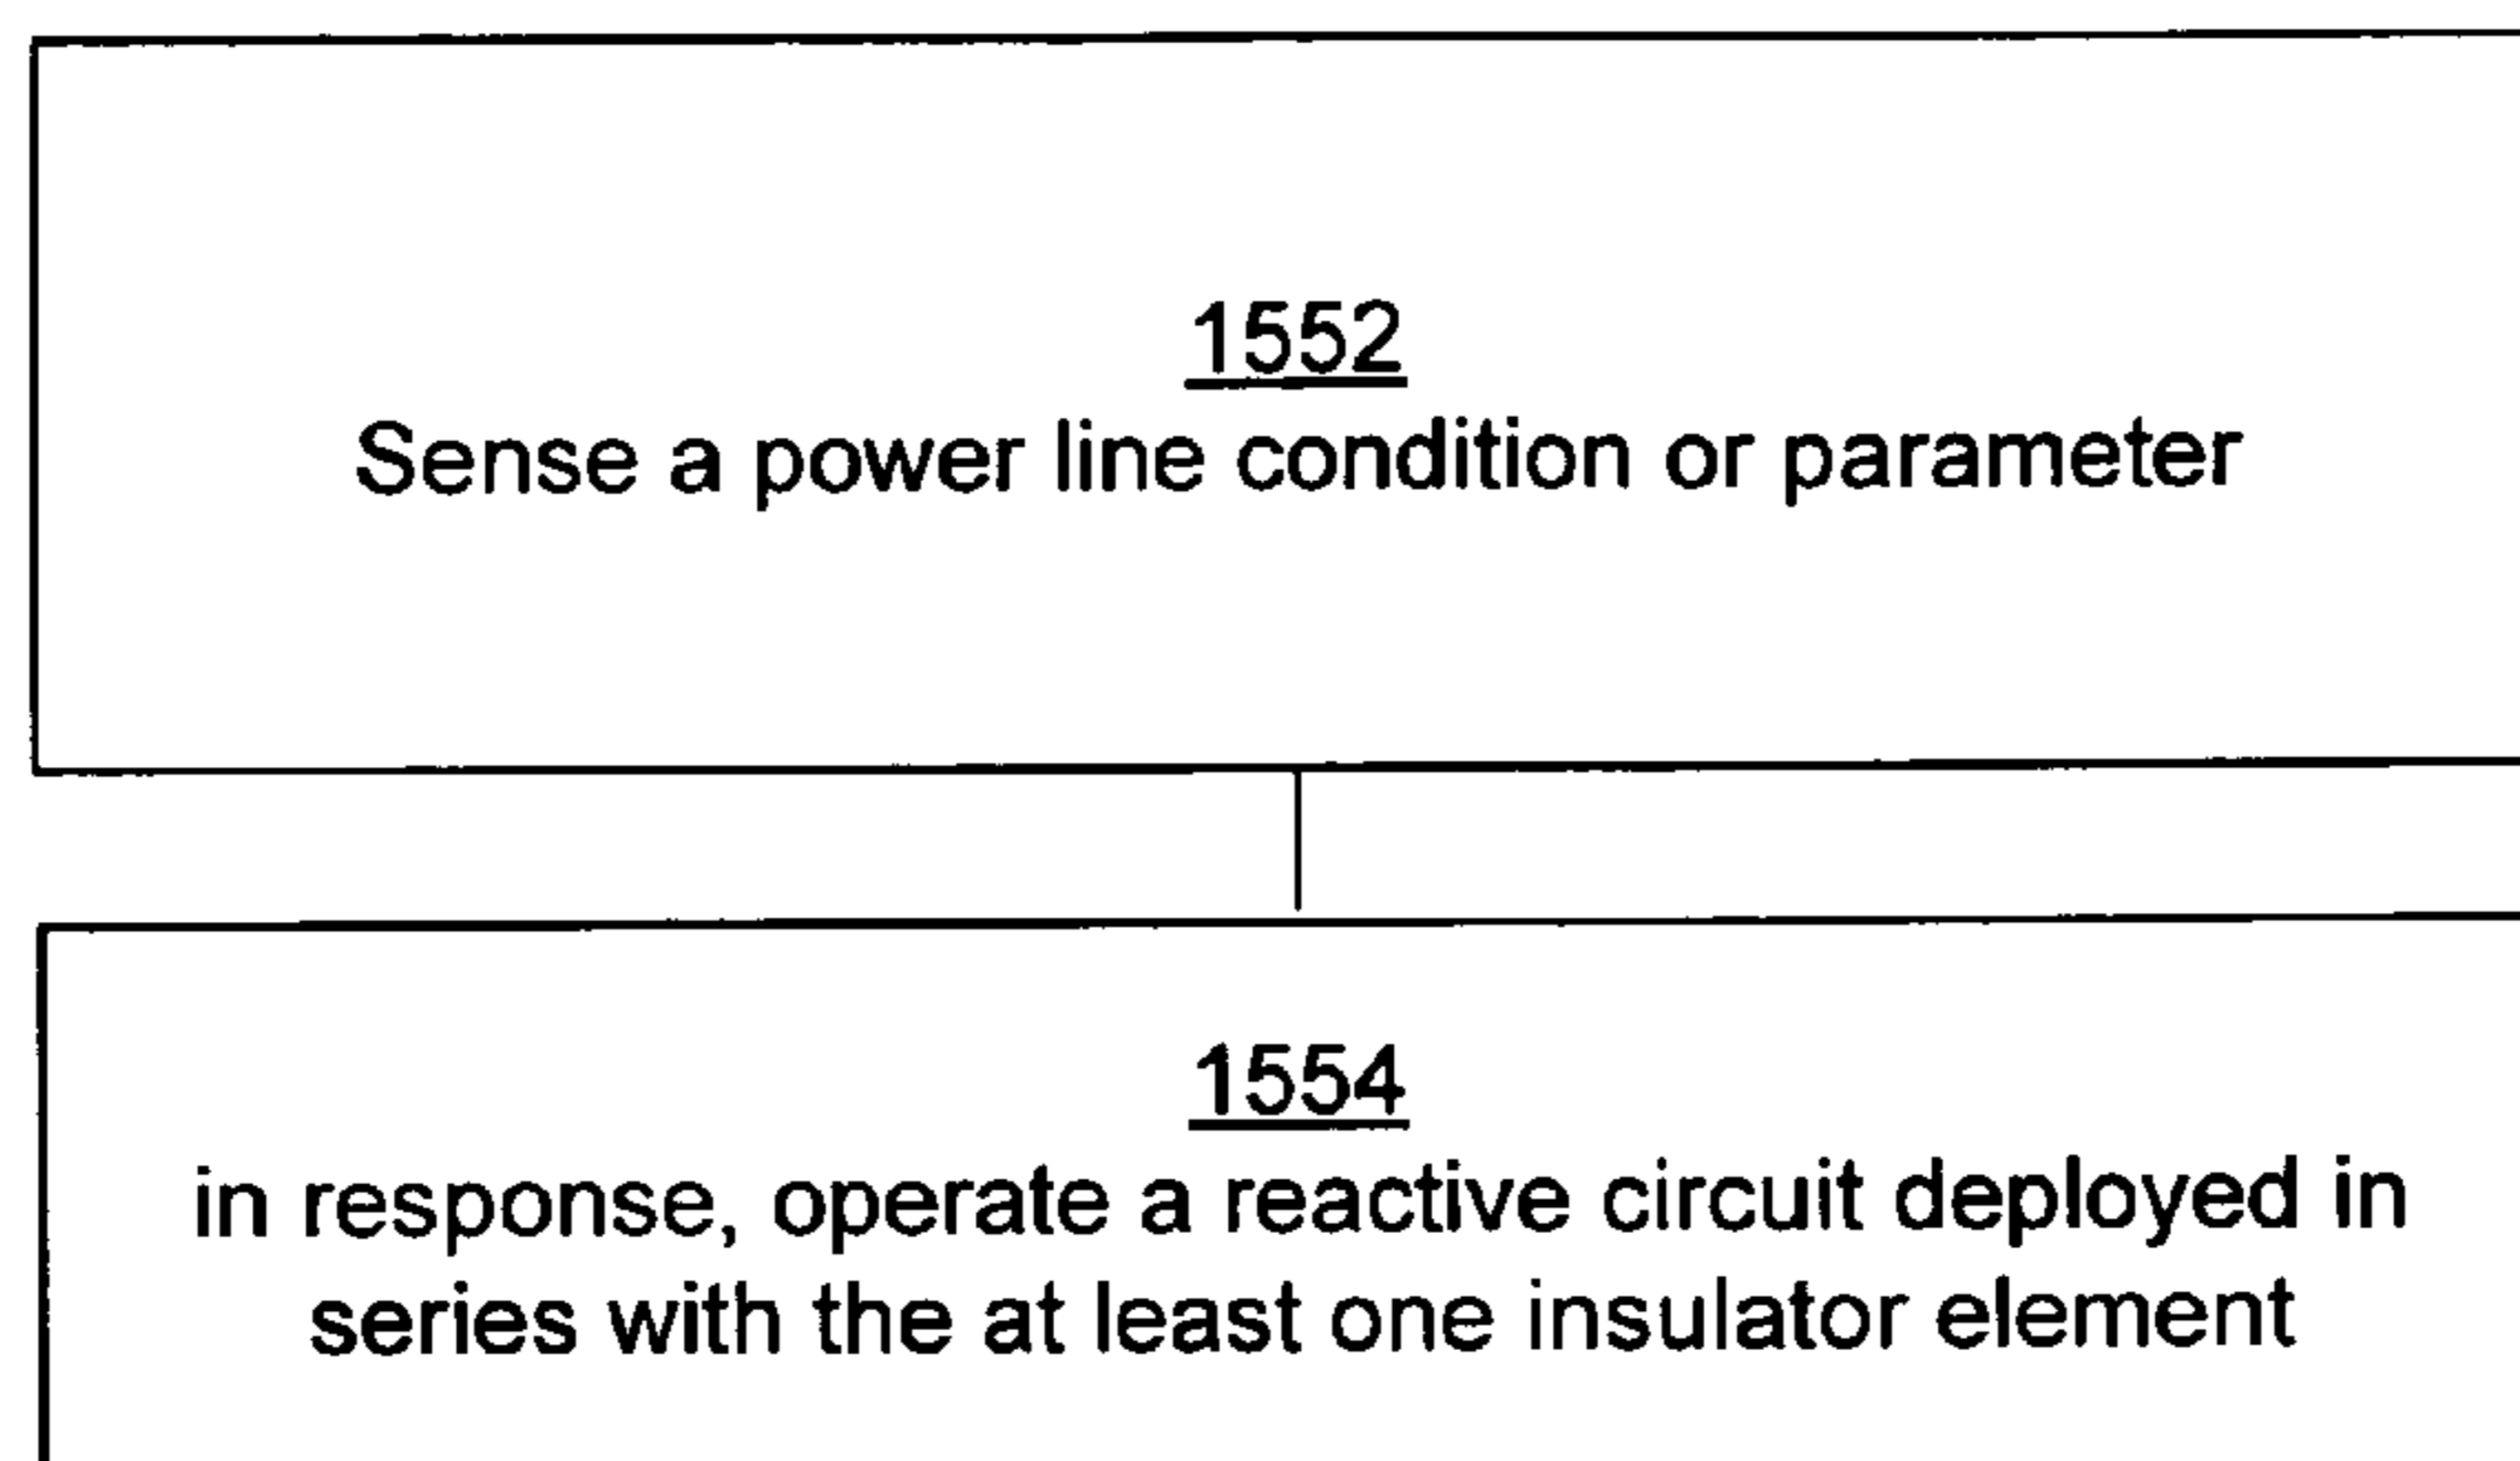 1552
Sense a power line condition or parameter
1554
in response, operate a reactive circuit deployed in
series with the at least one insulator element